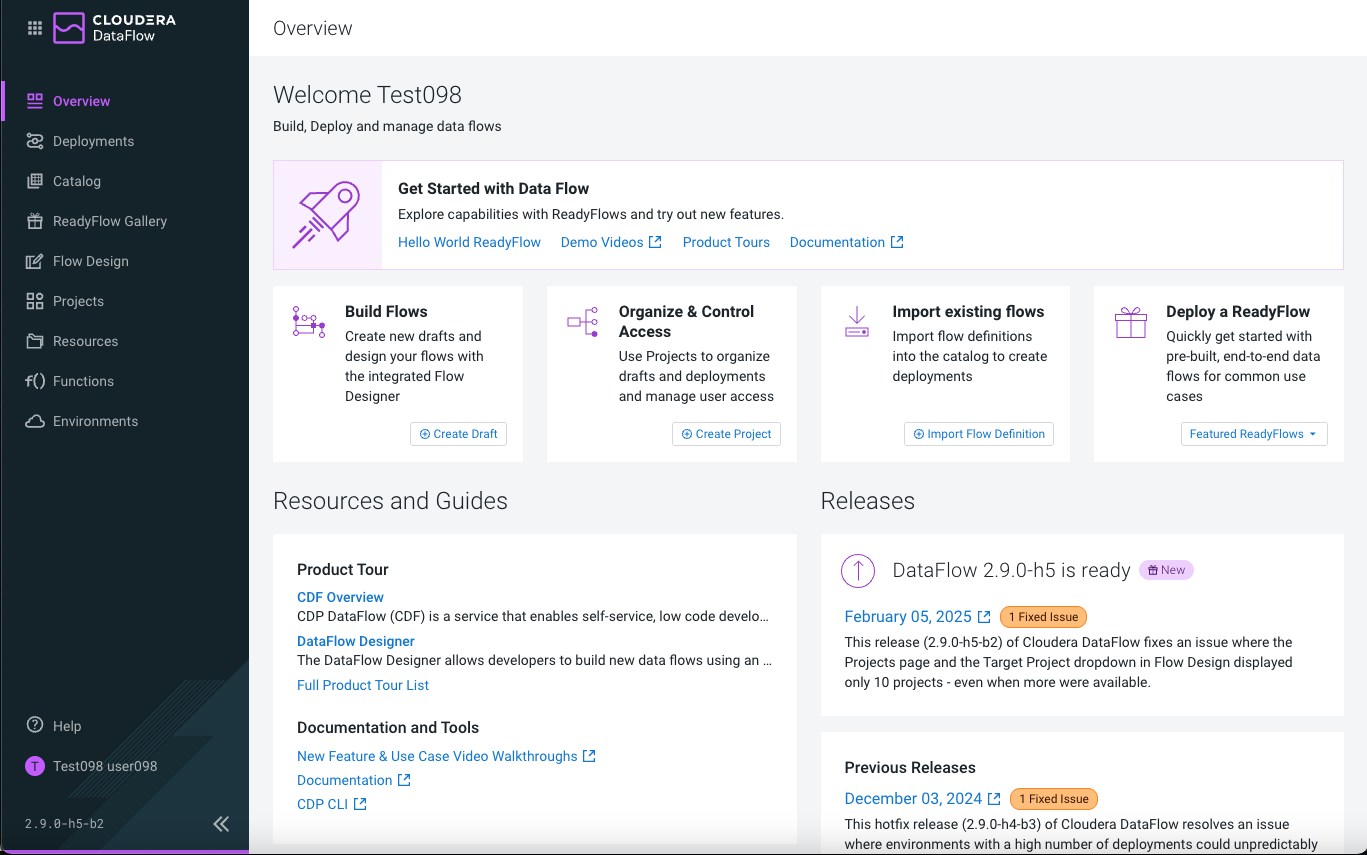 CLOUDERA
DataFlow
Overview
Deployments
Catalog
ReadyFlow Gallery
Flow Design
Projects
Resources
f() Functions
Environments
Help
T Test098 user098
2.9.0-h5-b2
Overview
Welcome Test098
Build, Deploy and manage data flows
Get Started with Data Flow
Explore capabilities with ReadyFlows and try out new features.
Hello World ReadyFlow Demo Videos Product Tours Documentation
Build Flows
Create new drafts and
design your flows with
the integrated Flow
Designer
Create Draft
Organize & Control
Access
Use Projects to organize
drafts and deployments
and manage user access
Create Project
Import existing flows
Import flow definitions
into the catalog to create
deployments
Import Flow Definition
Deploy a ReadyFlow
Quickly get started with
pre-built, end-to-end data
flows for common use
cases
Featured ReadyFlows
Resources and Guides
Product Tour
CDF Overview
CDP DataFlow (CDF) is a service that enables self-service, low code develo...
DataFlow Designer
The DataFlow Designer allows developers to build new data flows using an ...
Full Product Tour List
Documentation and Tools
New Feature & Use Case Video Walkthroughs
Documentation
CDP CLI
Releases
DataFlow 2.9.0-h5 is ready New
February 05, 2025 1 Fixed Issue
This release (2.9.0-h5-b2) of Cloudera DataFlow fixes an issue where the
Projects page and the Target Project dropdown in Flow Design displayed
only 10 projects - even when more were available.
Previous Releases
December 03, 2024 1 Fixed Issue
This hotfix release (2.9.0-h4-b3) of Cloudera DataFlow resolves an issue
where environments with a high number of deployments could unpredictably